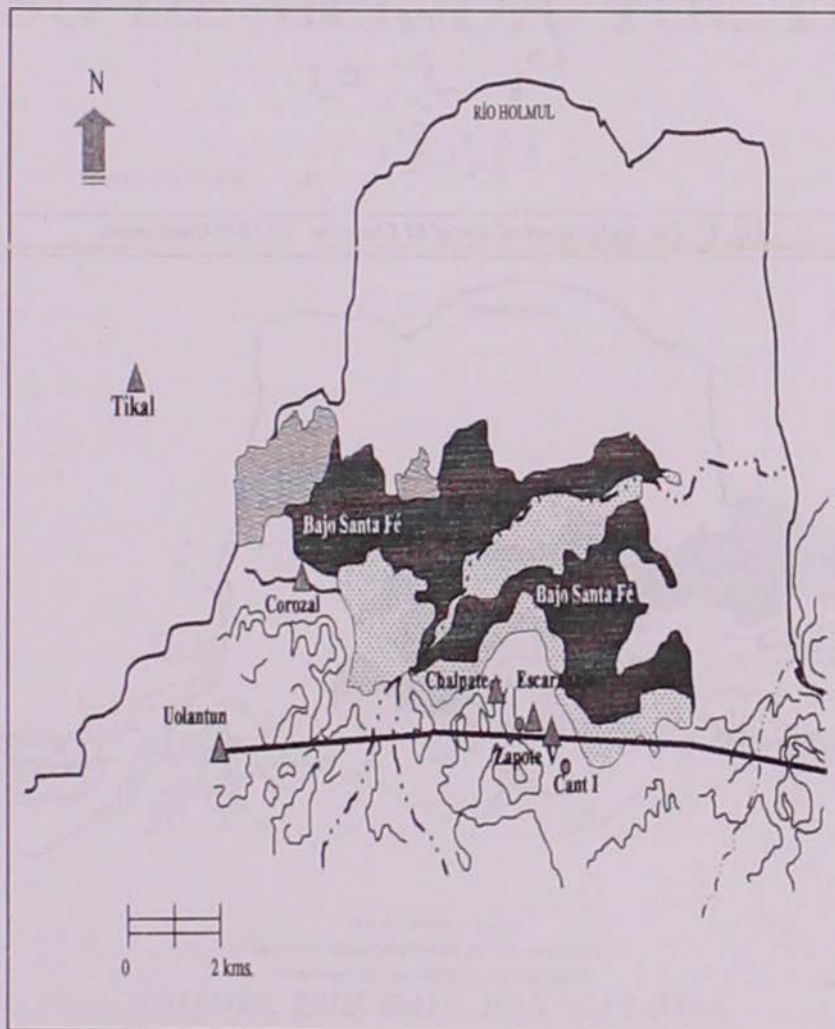 N
RÍO HOLMUL
Tikal
Bajo Santa Fé
Corozal
Bajo Santa Fé
Chalpate
Uolantun
Zapote V
Cant I
0 2 kms.